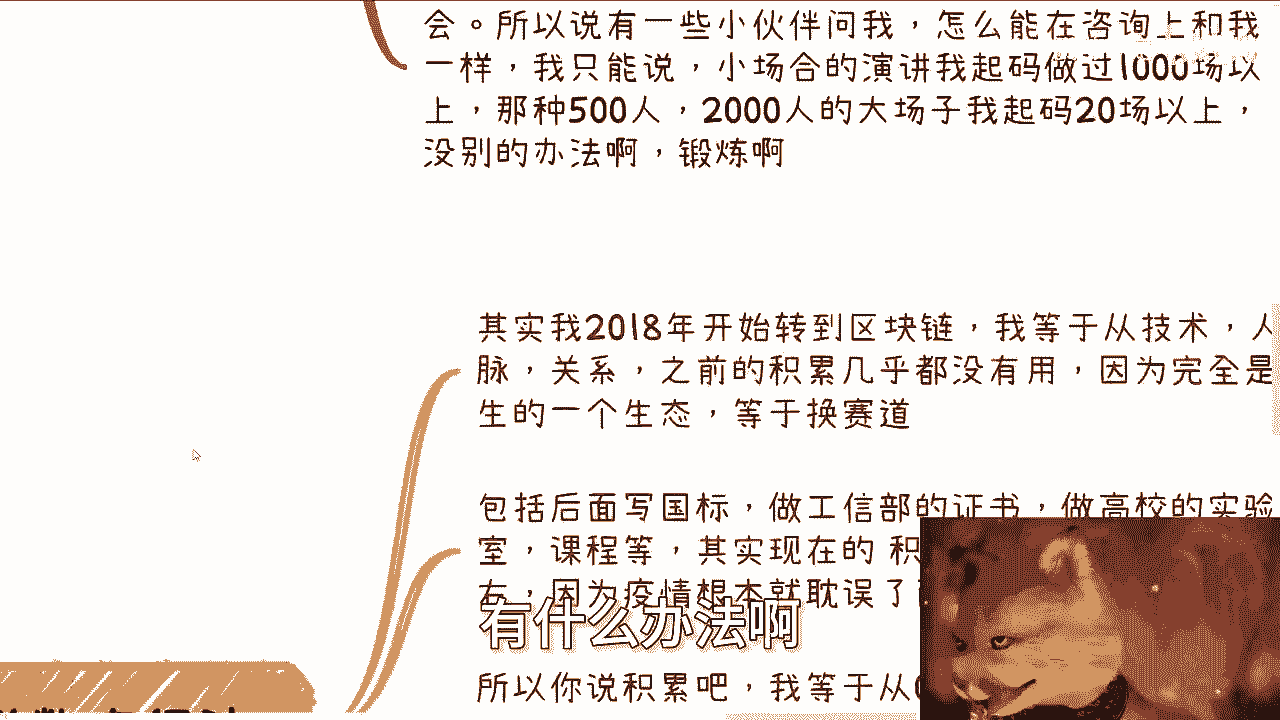 会。所以说有一些小伙伴问我，怎么能在咨询上和我
一样，我只能说，小场合的演讲我起码做过1000场以
上，那种500人，2000人的大场子我起码20场以上，
没别的办法啊，锻炼啊
其实我2018年开始转到区块链，我等于从技术，人
脉，关系，之前的积累几乎都没有用，因为完全是
生的一个生态，等于换赛道
包括后面写国标，做工信部的证书，做高校的实验
室，课程等，其实现在的 积
右，因为疫情根本就耽误了
有什么办法啊
所以你说积累吧，我等于从